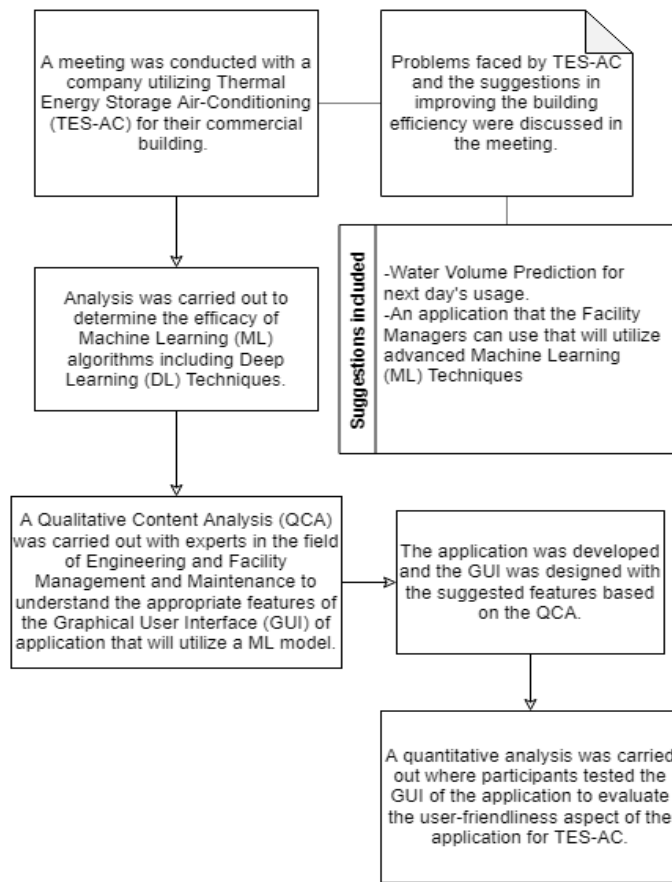 A meeting was conducted with a
company utilizing Thermal
Energy Storage Air-Conditioning
(TES-AC) for their commercial
building.
Problems faced by TES-AC
and the suggestions in
improving the building
efficiency were discussed in
the meeting.
Suggestions included
-Water Volume Prediction for
next day's usage.
-An application that the Facility
Managers can use that will utilize
advanced Machine Learning
(ML) Techniques
Analysis was carried out to
determine the efficacy of
Machine Learning (ML)
algorithms including Deep
Learning (DL) Techniques.
A Qualitative Content Analysis (QCA)
was carried out with experts in the field
of Engineering and Facility
Management and Maintenance to
understand the appropriate features of
the Graphical User Interface (GUI) of
application that will utilize a ML model.
The application was developed
and the GUI was designed with
the suggested features based
on the QCA.
A quantitative analysis was carried
out where participants tested the
GUI of the application to evaluate
the user-friendliness aspect of the
application for TES-AC.